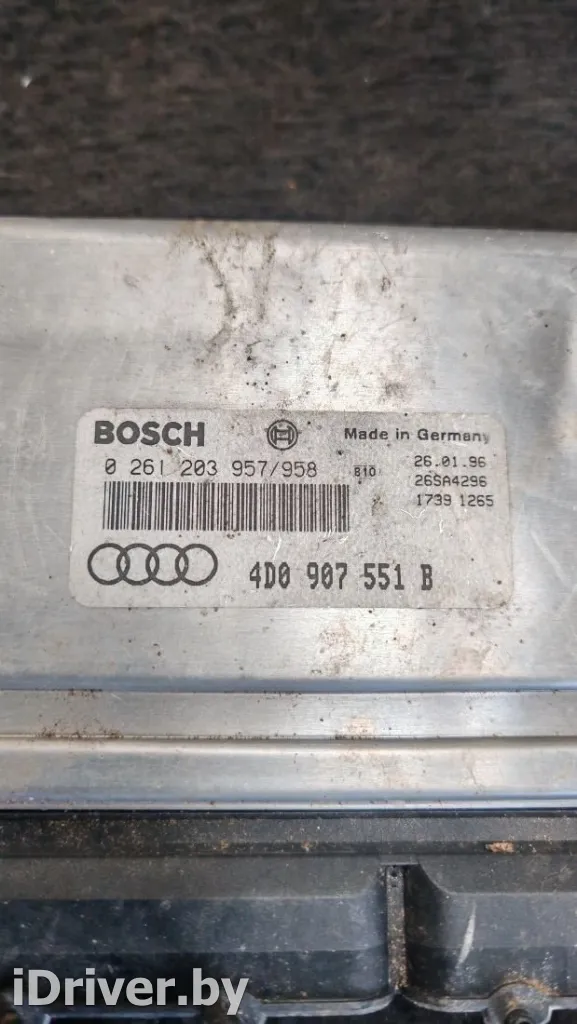 BOSCH Made in Germany
0 261 203 957/958 B10 26.01.96
26SA4296
1739 1265
4D0 907 551 B
iDriver.by